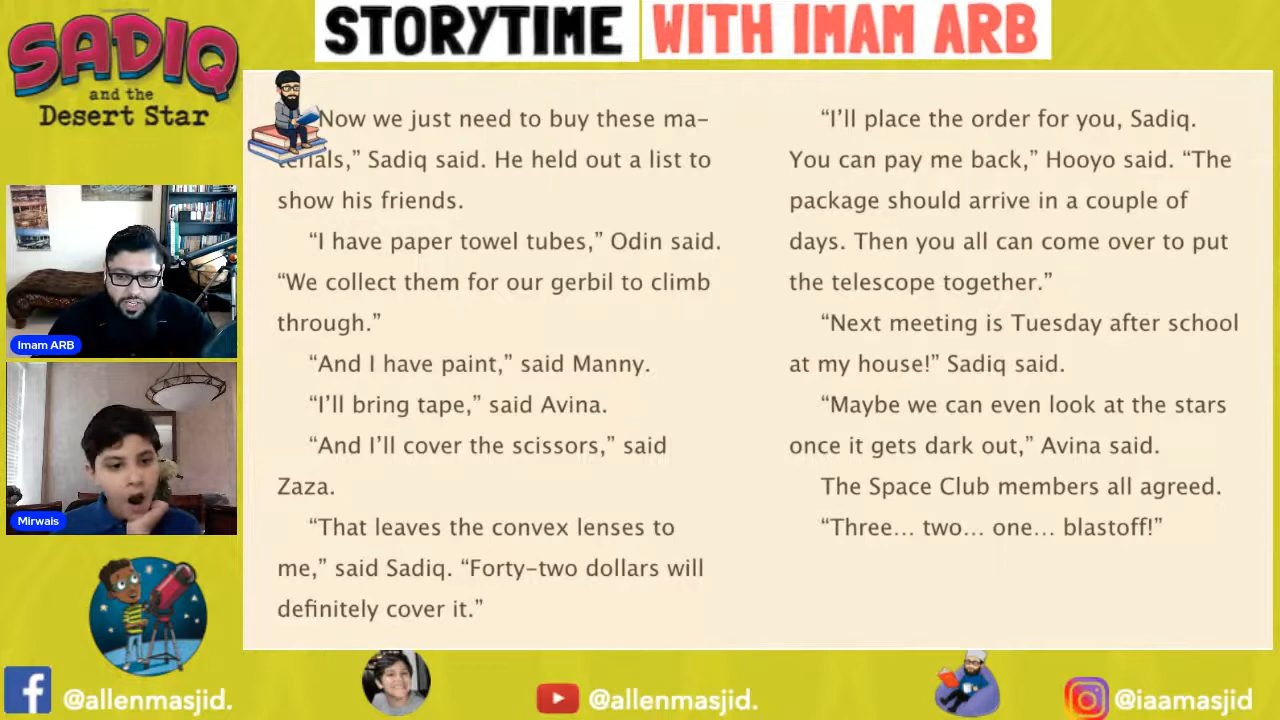 SADIQ
and the
Desert Star
STORYTIME WITH IMAM ARB
Now we just need to buy these ma-
terials,” Sadiq said. He held out a list to
show his friends.
“I have paper towel tubes,” Odin said.
“We collect them for our gerbil to climb
through.”
“And I have paint,” said Manny.
“I’ll bring tape,” said Avina.
“And I’ll cover the scissors,” said
Zaza.
“That leaves the convex lenses to
me,” said Sadiq. “Forty-two dollars will
definitely cover it.”
“I’ll place the order for you, Sadiq.
You can pay me back,” Hooyo said. “The
package should arrive in a couple of
days. Then you all can come over to put
the telescope together.”
“Next meeting is Tuesday after school
at my house!” Sadiq said.
“Maybe we can even look at the stars
once it gets dark out,” Avina said.
The Space Club members all agreed.
“Three… two… one… blastoff!”
Imam ARB
Mirwais
@allenmasjid.
@allenmasjid.
@iaamasjid